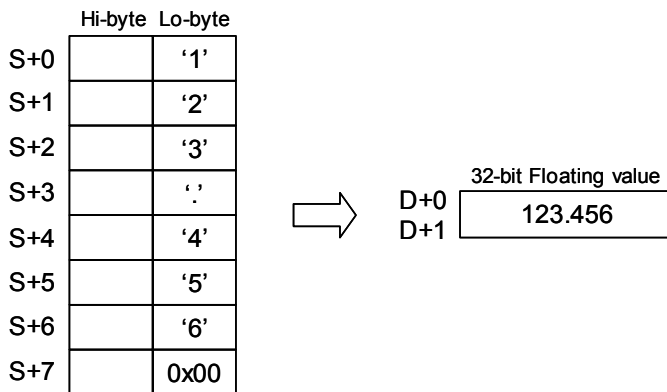 Hi-byte Lo-byte
S+0 ‘1’
S+1 ‘2’
S+2 ‘3’
S+3 ‘.’
S+4 ‘4’
S+5 ‘5’
S+6 ‘6’
S+7 0x00
32-bit Floating value
D+0
D+1
123.456